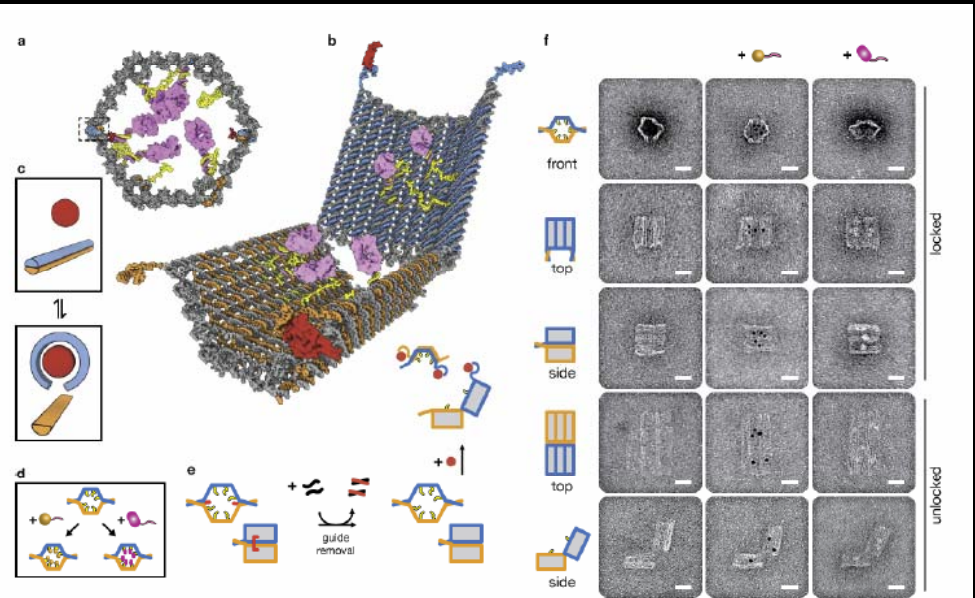 a
b
f
+
+
front
c
top
locked
side
top
d
e
+
+
+
+
guide
removal
unlocked
side